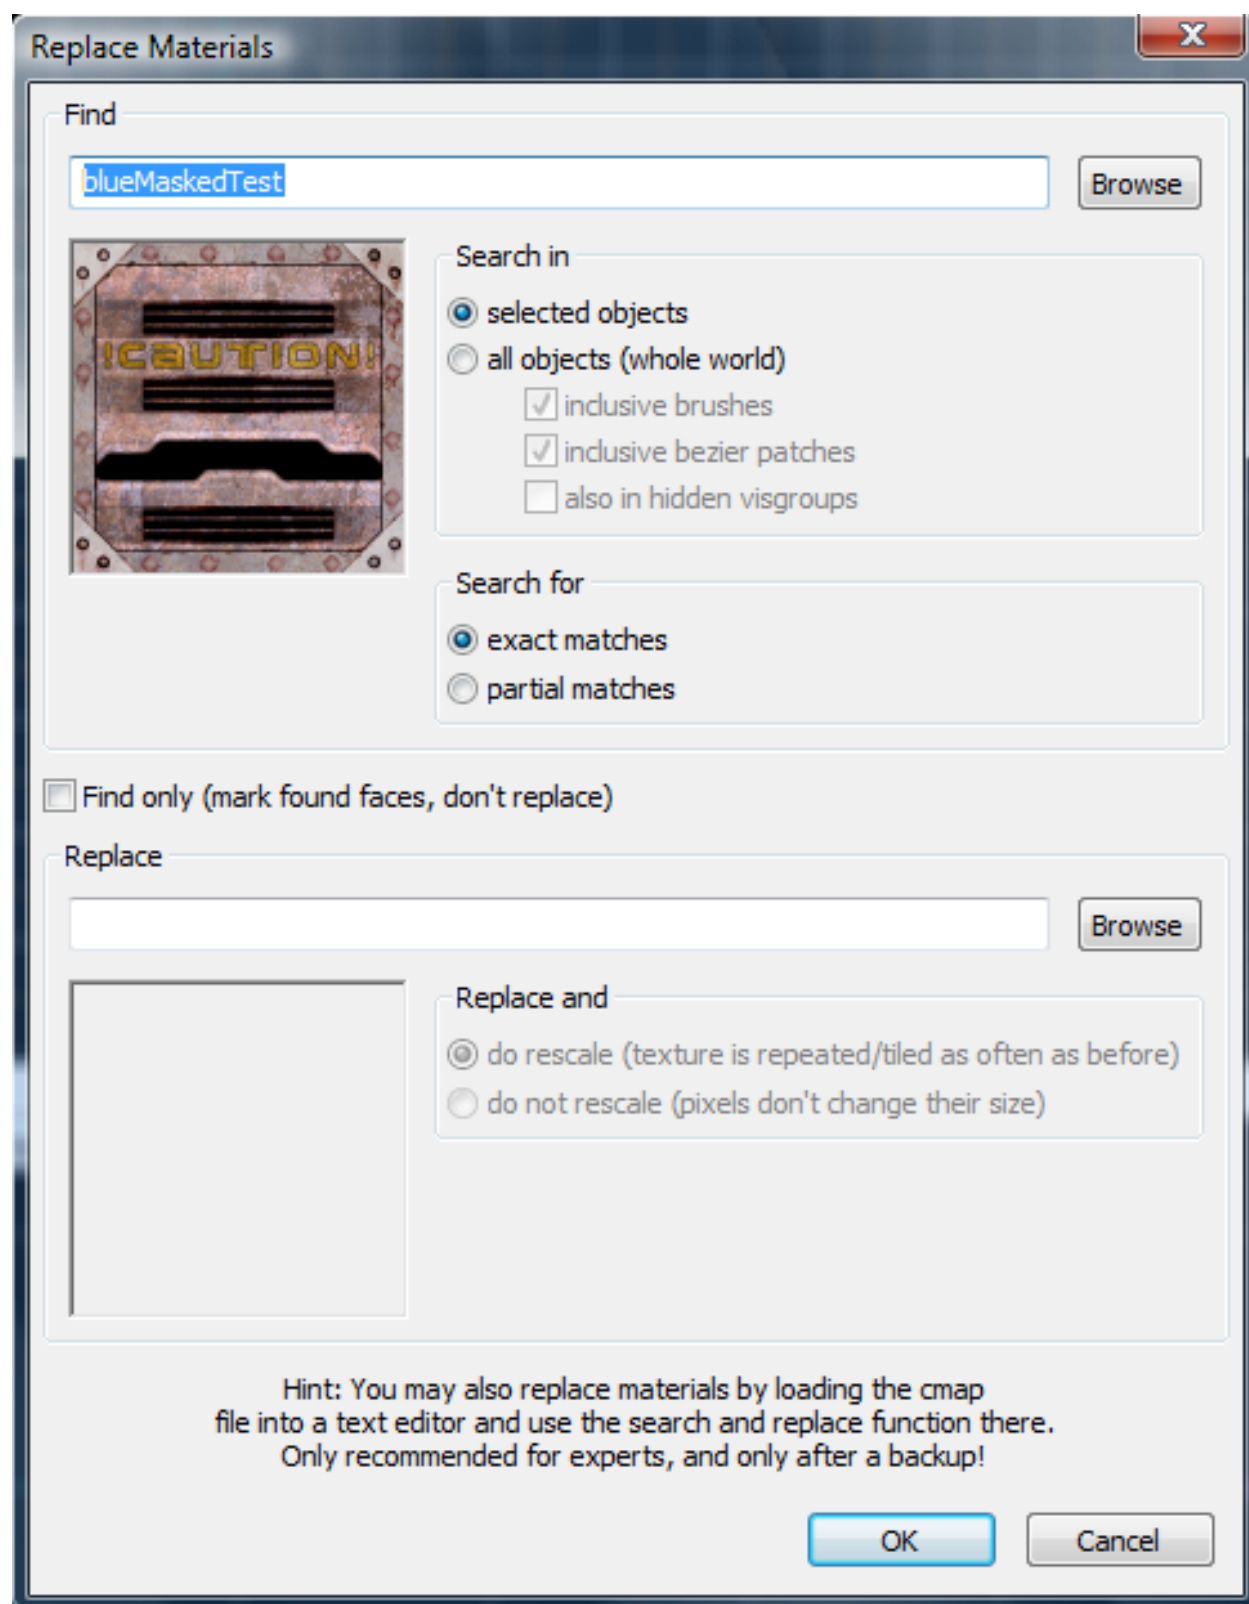 Replace Materials
Find
blueMaskedTest
Browse
!CAUTION!
Search in
selected objects
all objects (whole world)
inclusive brushes
inclusive bezier patches
also in hidden visgroups
Search for
exact matches
partial matches
Find only (mark found faces, don't replace)
Replace
Browse
Replace and
do rescale (texture is repeated/tiled as often as before)
do not rescale (pixels don't change their size)
Hint: You may also replace materials by loading the cmap
file into a text editor and use the search and replace function there.
Only recommended for experts, and only after a backup!
OK
Cancel